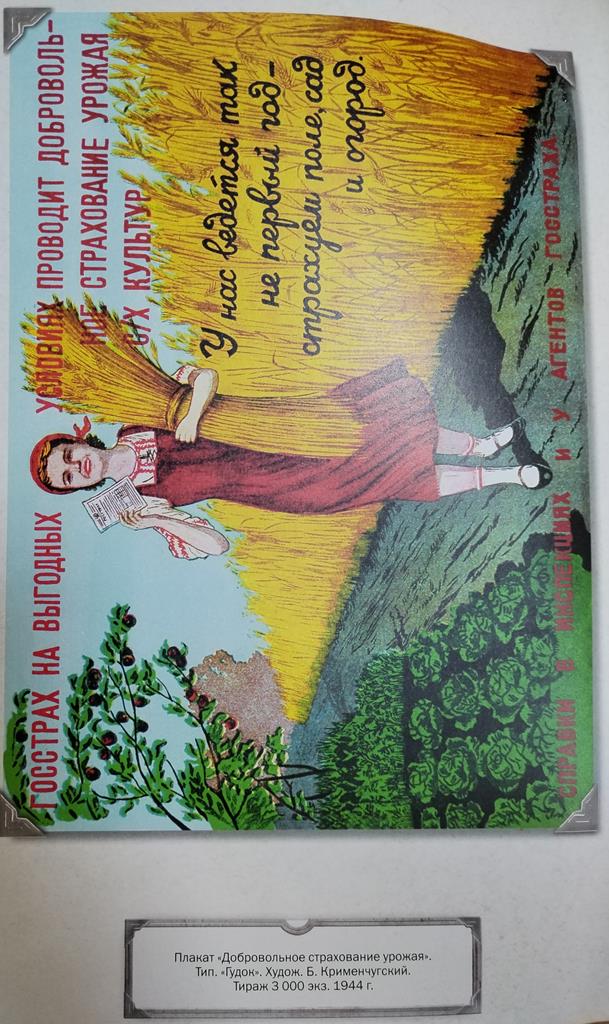 ГОССТРАХ НА ВЫГОДНЫХ УСЛОВИЯХ ПРОВОДИТ ДОБРОВОЛЬ-
НОЕ СТРАХОВАНИЕ УРОЖАЯ
С/Х КУЛЬТУР
У нас ведётся так
не первый год –
страхуем поле, сад
и огород.
СПРАВКИ В ИНСПЕКЦИЯХ И У АГЕНТОВ ГОССТРАХА
Плакат «Добровольное страхование урожая».
Тип. «Гудок». Худож. Б. Крименчугский.
Тираж 3 000 экз. 1944 г.